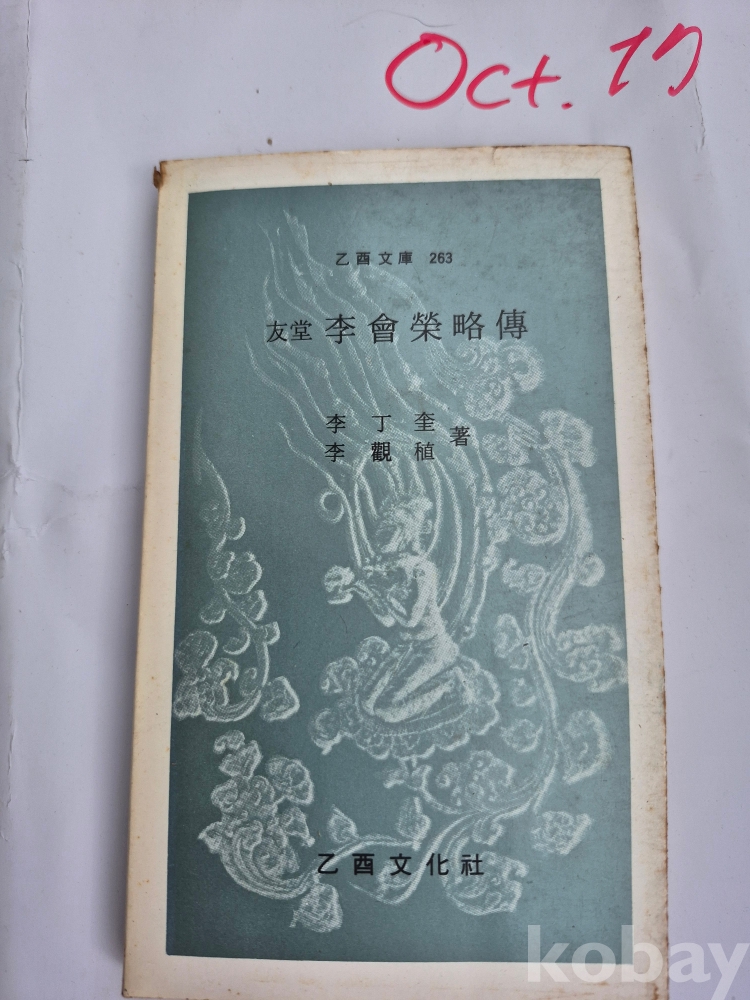 Oct. 17
乙酉文庫 263
友堂 李會榮略傳
李丁奎
李觀稙 著
乙酉文化社
kobay